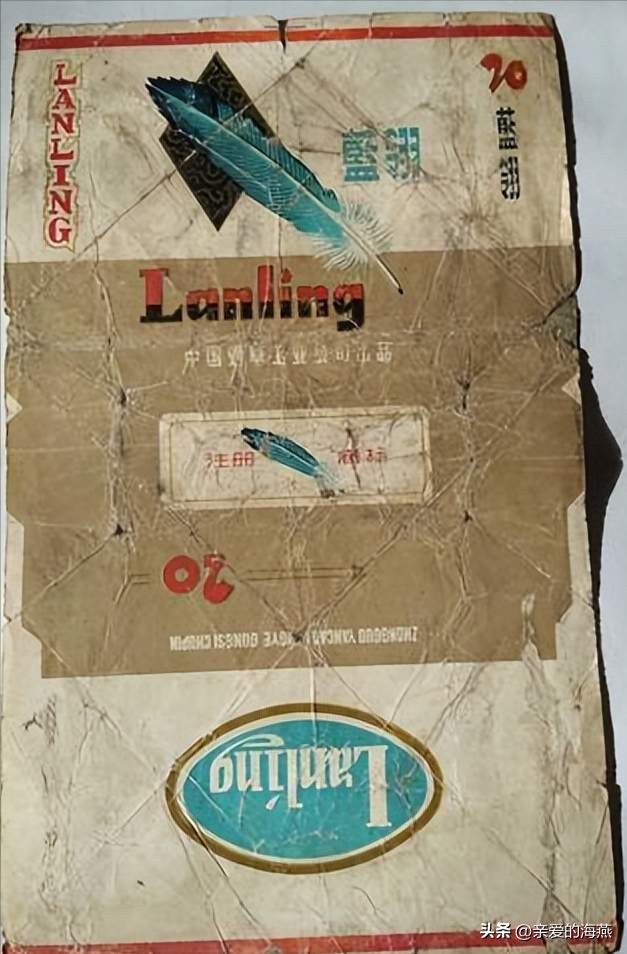 LANLING
20
藍翎
藍翎
Lanling
中国烟草工业公司出品
注册 商标
20
ZHONGGUO YANCAO GONGYE GONGSI CHUPIN
Lanling
头条 @亲爱的海燕